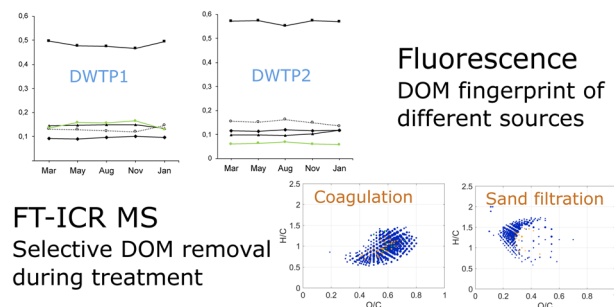 0,6
0,5
0,4
0,3
0,2
0,1
DWTP1
Mar May Aug Nov Jan
0,6
0,5
0,4
0,3
0,2
0,1
0
DWTP2
Mar May Aug Nov Jan
Fluorescence
DOM fingerprint of
different sources
FT-ICR MS
Selective DOM removal
during treatment
Coagulation
2.5
2
1.5
1
0.5
0
H/C
0 0.2 0.4 0.6 0.8 1
O/C
Sand filtration
2.5
2
1.5
1
0.5
0
H/C
0 0.2 0.4 0.6 0.8
O/C